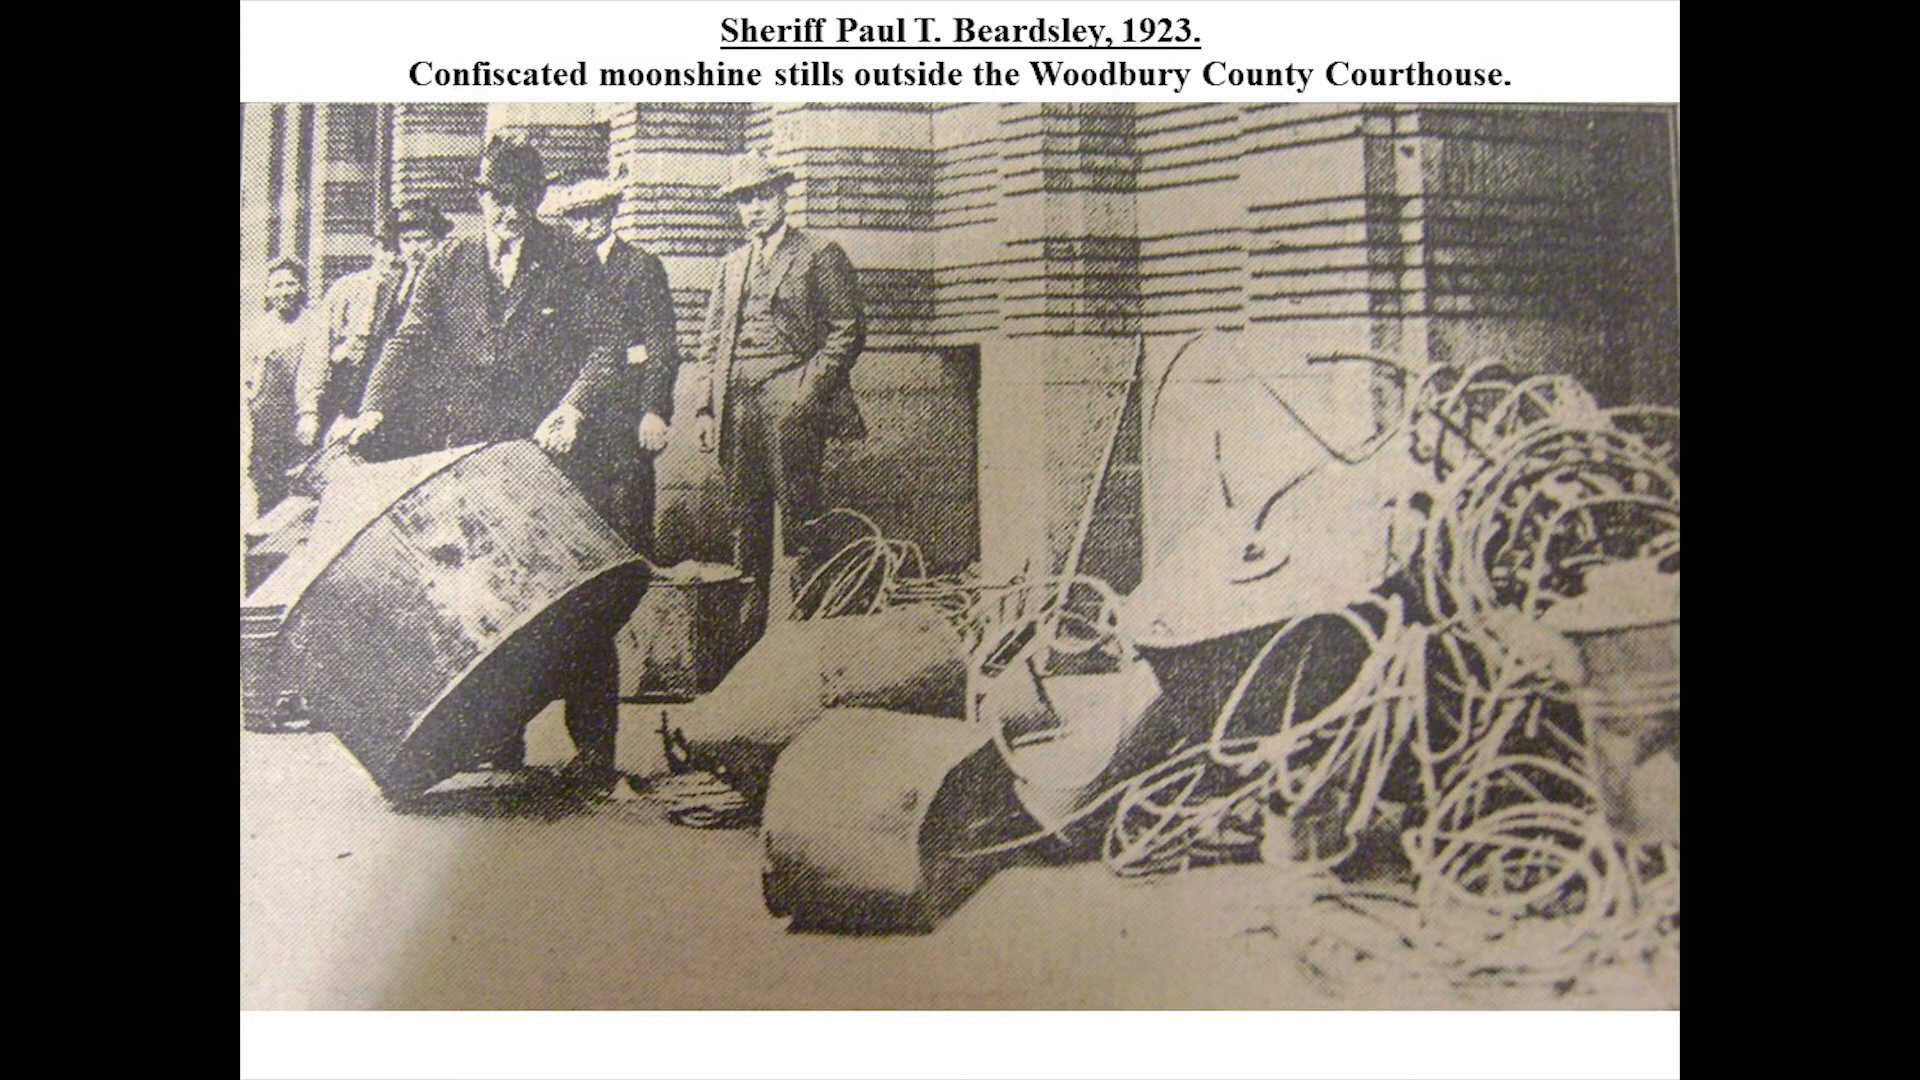 Sheriff Paul T. Beardsley, 1923.
Confiscated moonshine stills outside the Woodbury County Courthouse.